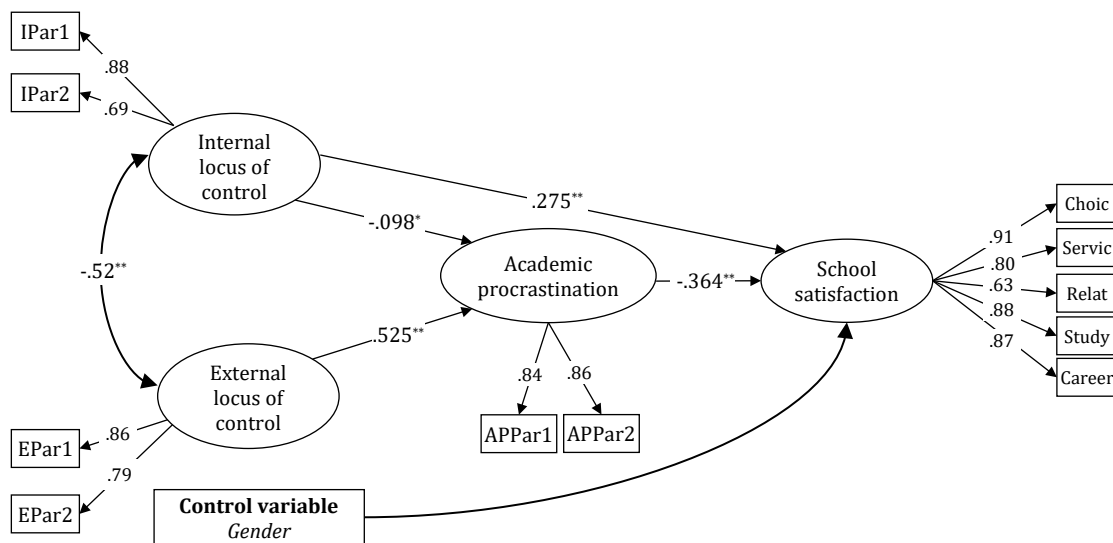 IPar1
.88
IPar2
.69
Internal
locus of
control
.275**
-.098*
-.52**
Academic
procrastination
-.364**
School
satisfaction
.91
.80
.63
.88
.87
Choic
Servic
Relat
Study
Career
.525**
External
locus of
control
.84
.86
APPar1
APPar2
EPar1
.86
.79
EPar2
Control variable
Gender